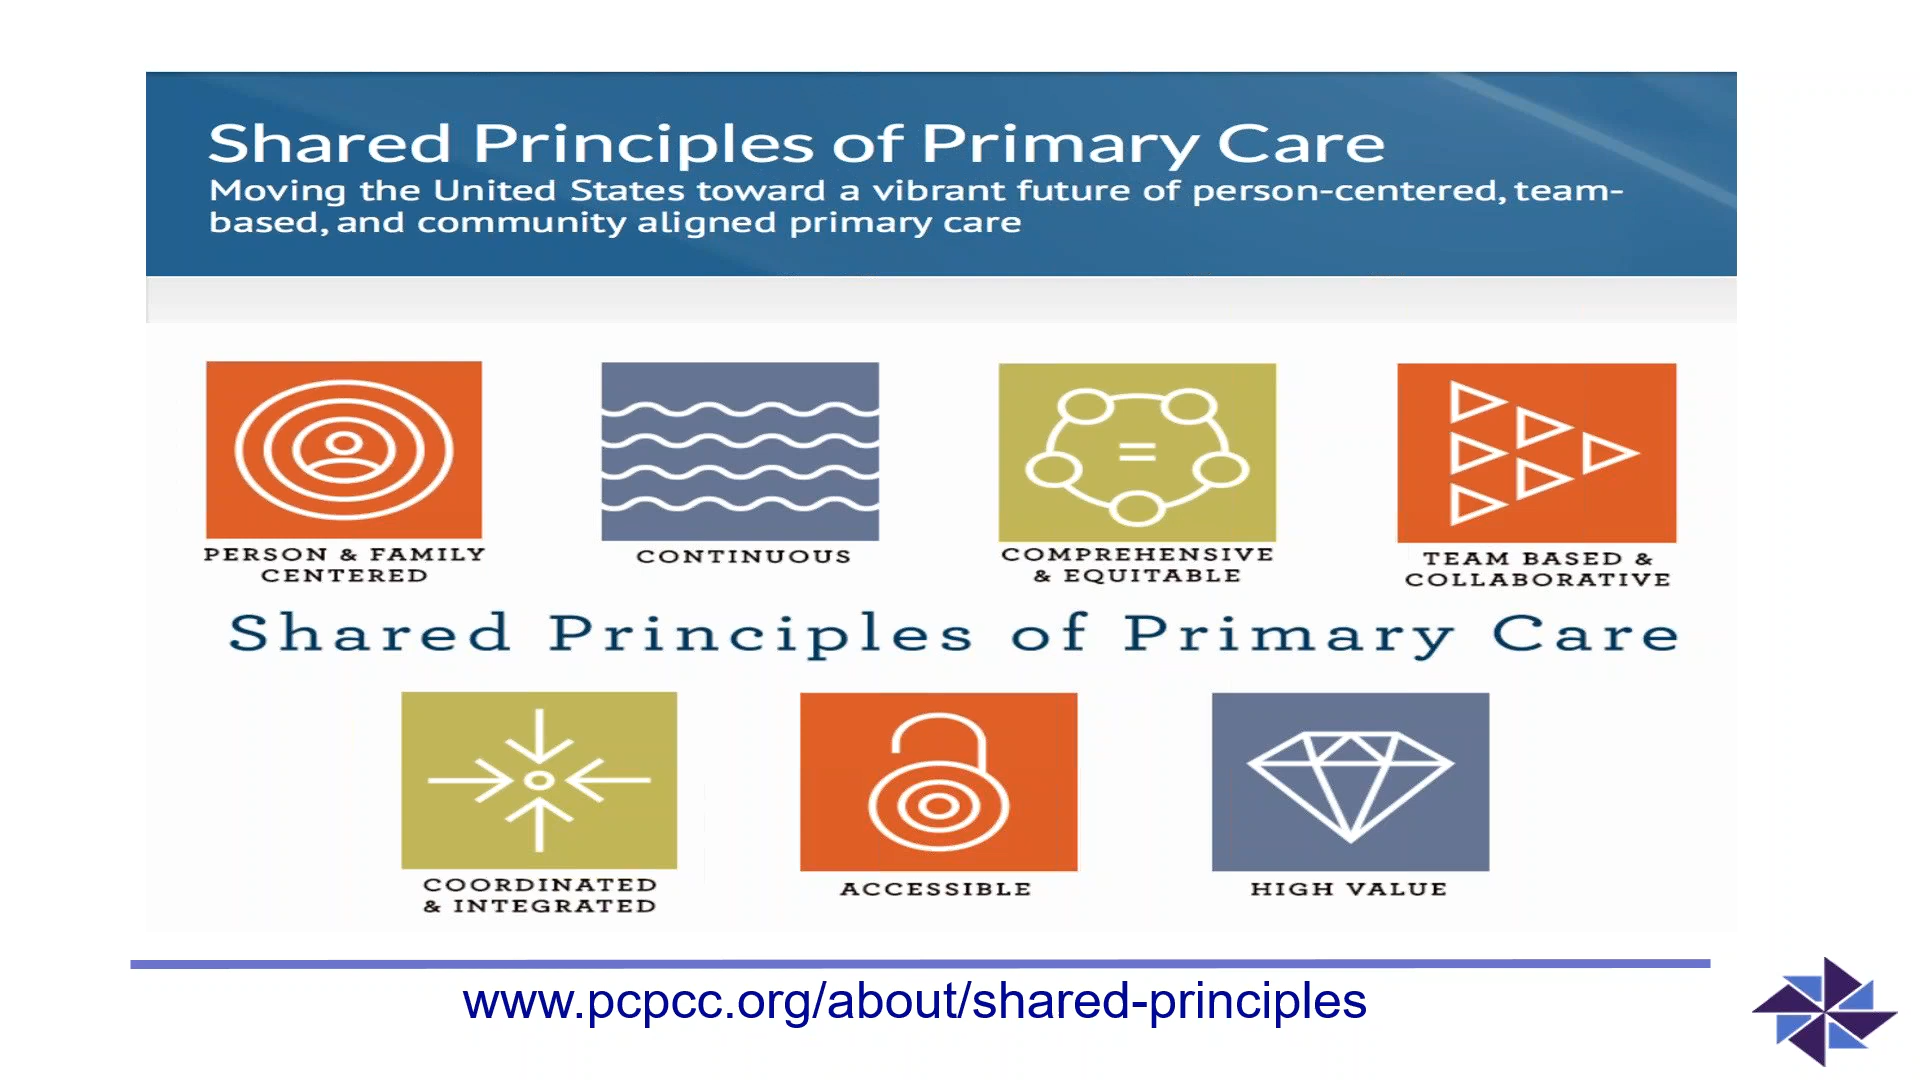 Shared Principles of Primary Care
Moving the United States toward a vibrant future of person-centered, team-
based, and community aligned primary care
PERSON & FAMILY
CENTERED
CONTINUOUS
COMPREHENSIVE
& EQUITABLE
=
TEAM BASED &
COLLABORATIVE
Shared Principles of Primary Care
COORDINATED
& INTEGRATED
ACCESSIBLE
HIGH VALUE
www.pcpcc.org/about/shared-principles